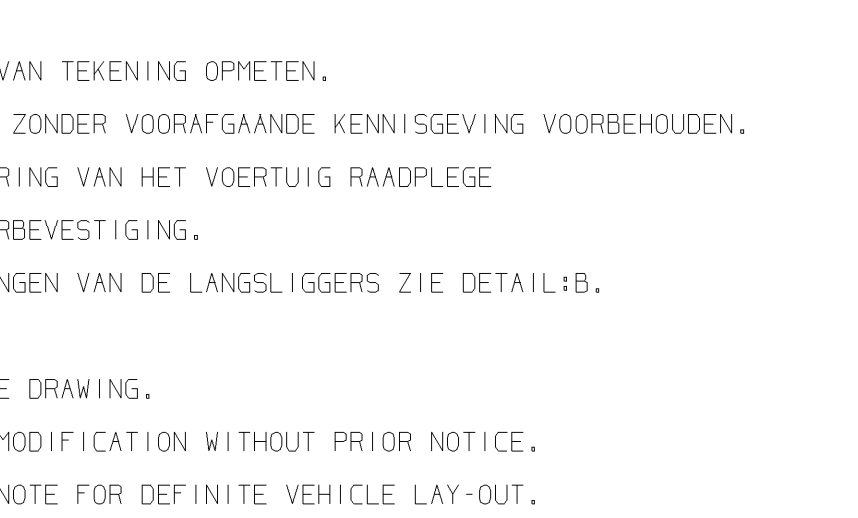 VAN TEKENING OPMETEN.
ZONDER VOORAFGAANDE KENNISGEVING VOORBEHOUDEN.
RING VAN HET VOERTUIG RAADPLEGE
RBEVESTIGING.
NGEN VAN DE LANGSLIGGERS ZIE DETAIL:B.
E DRAWING.
MODIFICATION WITHOUT PRIOR NOTICE.
NOTE FOR DEFINITE VEHICLE LAY-OUT.